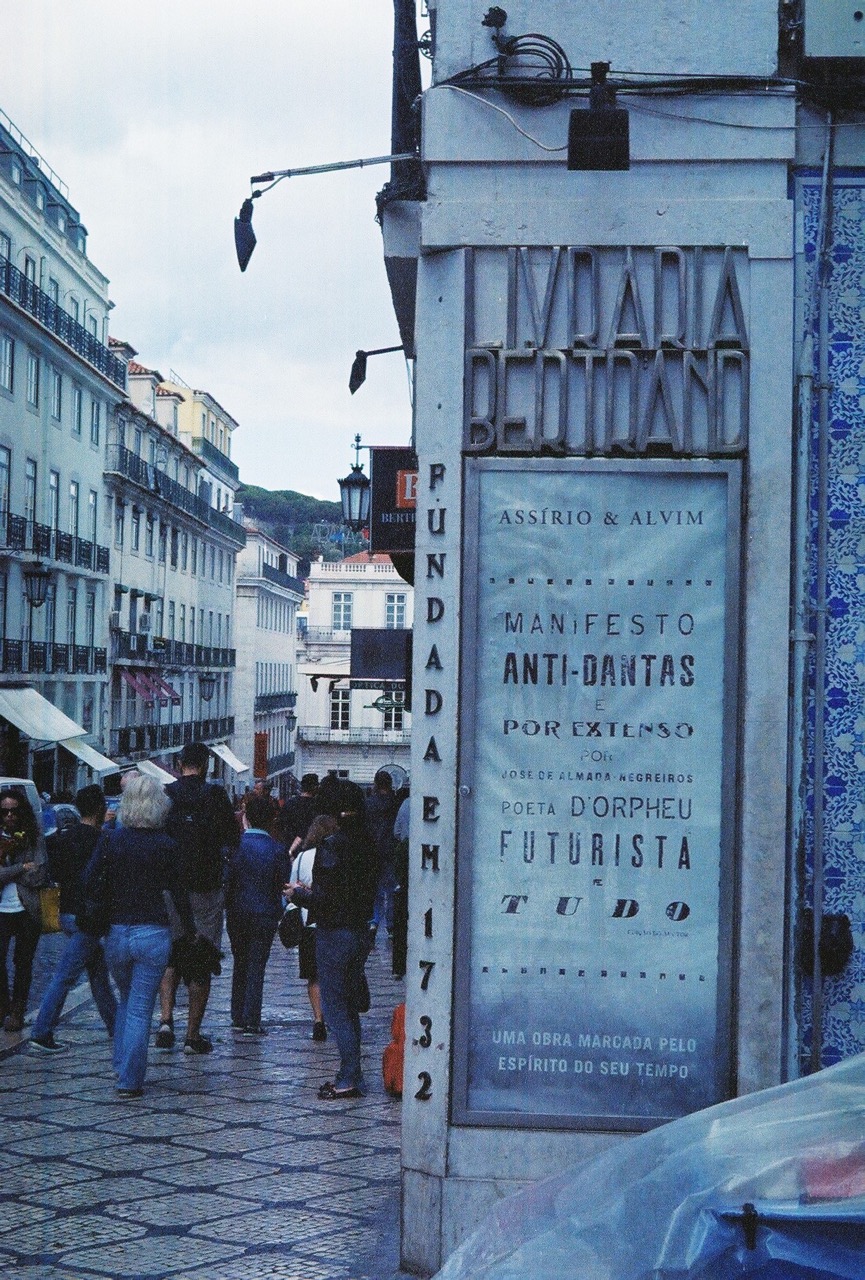 LIVRARIA
BERTRAND
FUNDADA EM 1732
ASSÍRIO & ALVIM
MANiFESTO
ANTI-DANTAS
E
POR EXTENSO
POR
JOSÉ DE ALMADA-NEGREIROS
POETA D'ORPHEU
FUTURISTA
E
TUDO
UMA OBRA MARCADA PELO
ESPÍRITO DO SEU TEMPO